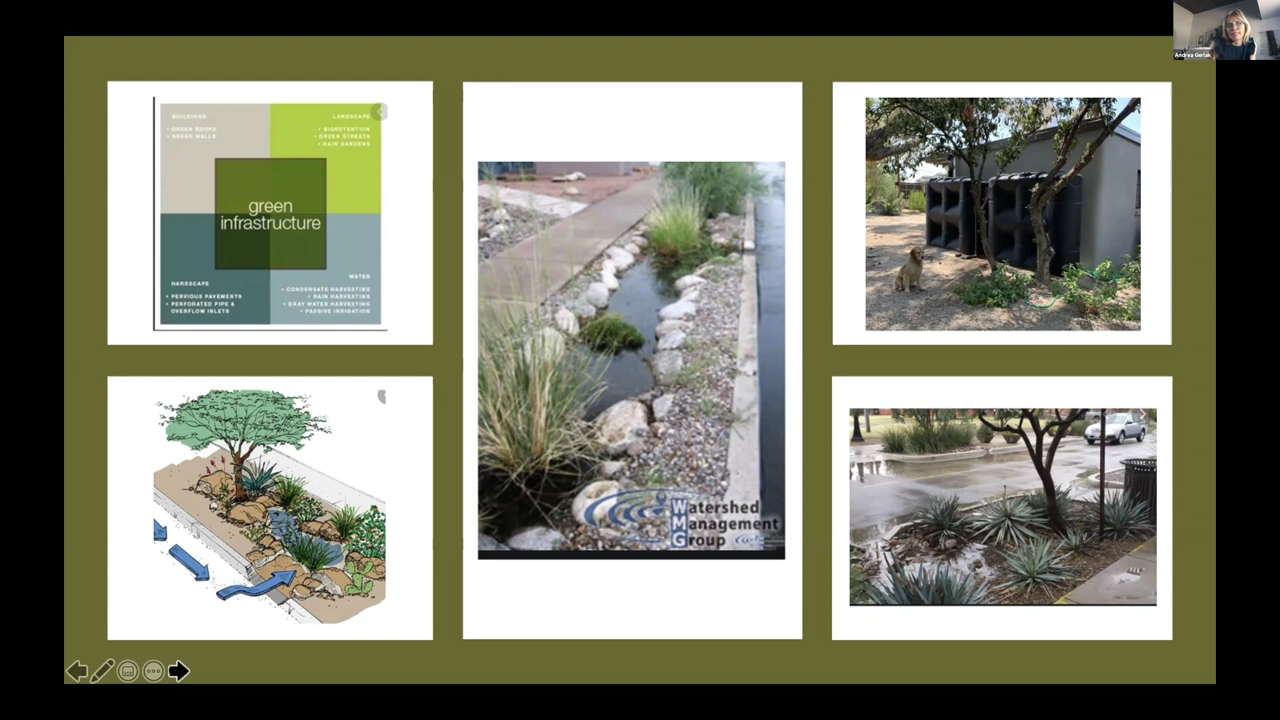 Andrea Gerlak
BUILDINGS
• GREEN ROOFS
• GREEN WALLS
LANDSCAPE
• BIORETENTION
• GREEN STREETS
• RAIN GARDENS
green
infrastructure
HARDSCAPE
• PERVIOUS PAVEMENTS
• PERFORATED PIPE &
OVERFLOW INLETS
WATER
• CONDENSATE HARVESTING
• RAIN HARVESTING
• GRAY WATER HARVESTING
• PASSIVE IRRIGATION
Watershed
Management
Group